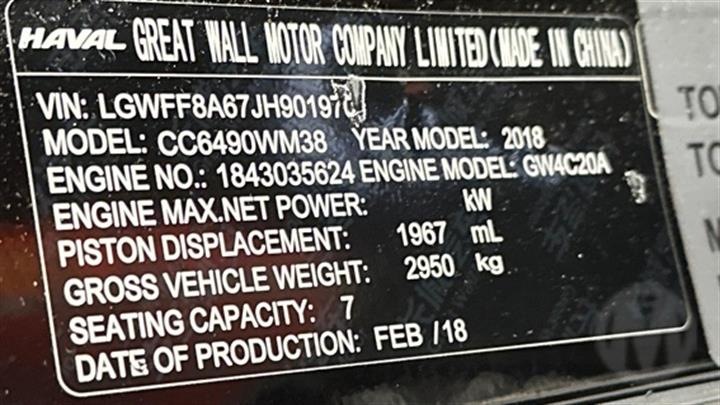 HAVAL GREAT WALL MOTOR COMPANY LIMITED(MADE IN CHINA)
VIN:
MODEL: CC6490WM38 YEAR MODEL: 2018
ENGINE NO.: 1843035624 ENGINE MODEL: GW4C20A
ENGINE MAX.NET POWER: kW
PISTON DISPLACEMENT: 1967 mL
GROSS VEHICLE WEIGHT: 2950 kg
SEATING CAPACITY: 7
DATE OF PRODUCTION: FEB /18